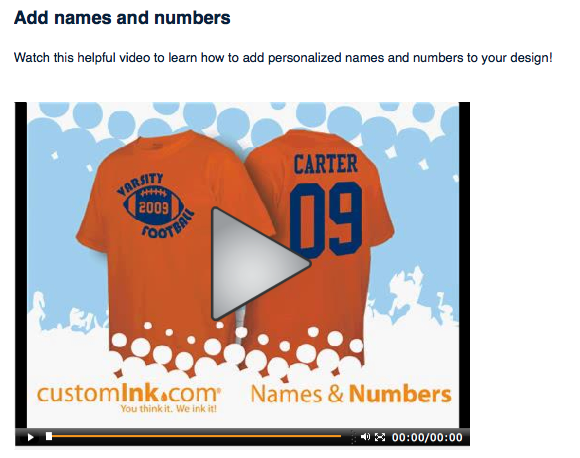 Add names and numbers
Watch this helpful video to learn how to add personalized names and numbers to your design!
VARSITY
2009
FOOTBALL
CARTER
09
customInk.com®
You think it. We ink it!
Names & Numbers
00:00/00:00